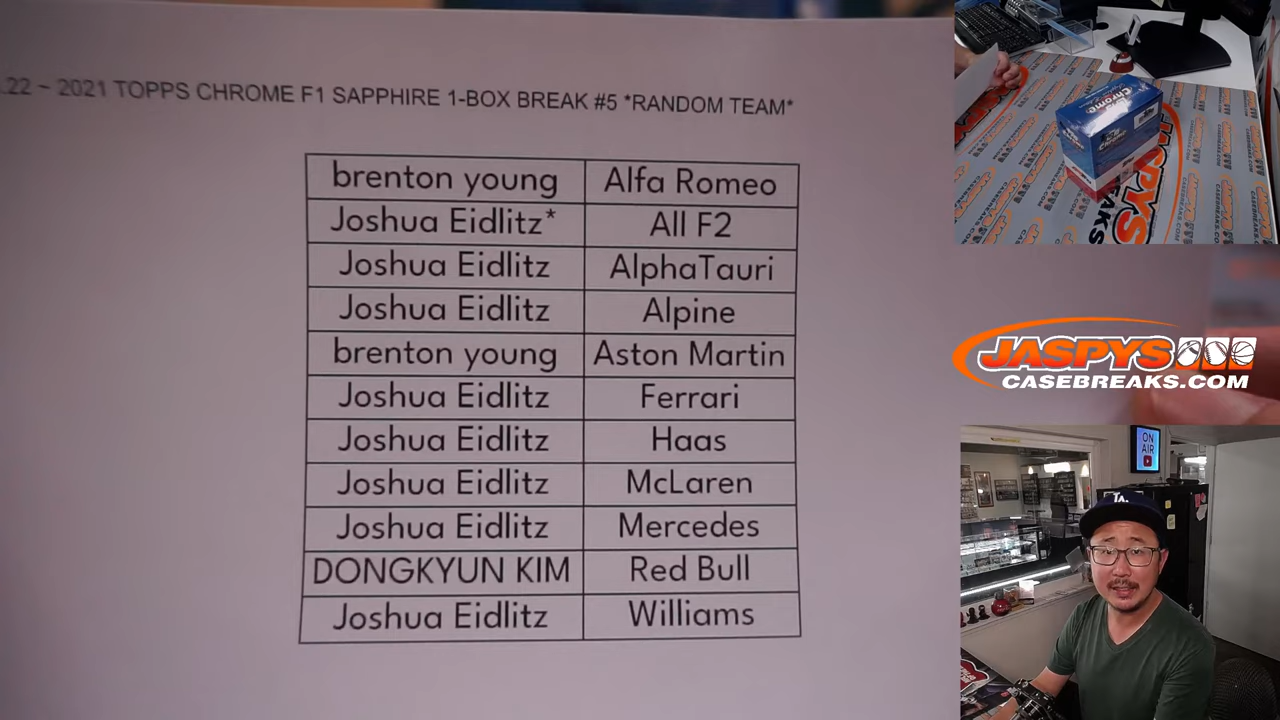 .22 ~ 2021 TOPPS CHROME F1 SAPPHIRE 1-BOX BREAK #5 *RANDOM TEAM*
brenton young Alfa Romeo
Joshua Eidlitz* All F2
Joshua Eidlitz AlphaTauri
Joshua Eidlitz Alpine
brenton young Aston Martin
Joshua Eidlitz Ferrari
Joshua Eidlitz Haas
Joshua Eidlitz McLaren
Joshua Eidlitz Mercedes
DONGKYUN KIM Red Bull
Joshua Eidlitz Williams
Chrome
JASPYS
CASEBREAKS.COM
ON
AIR
LA